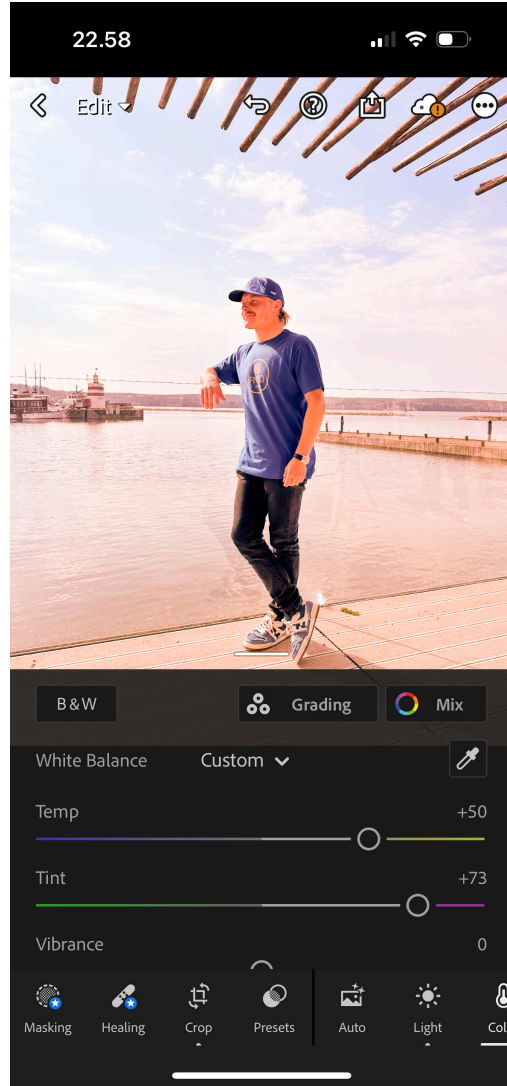 22.58
Edit
B&W
Grading
Mix
White Balance
Custom
Temp
+50
Tint
+73
Vibrance
0
Masking
Healing
Crop
Presets
Auto
Light
Col